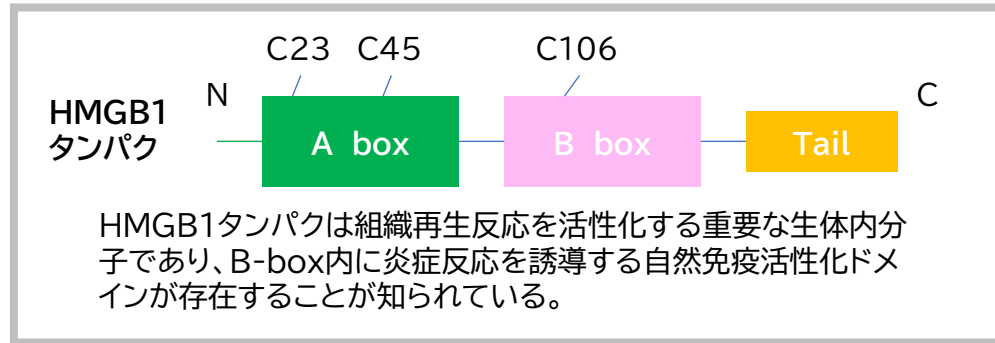 C23 C45 C106
N C
HMGB1
タンパク
A box B box Tail
HMGB1タンパクは組織再生反応を活性化する重要な生体内分
子であり、B-box内に炎症反応を誘導する自然免疫活性化ドメ
インが存在することが知られている。